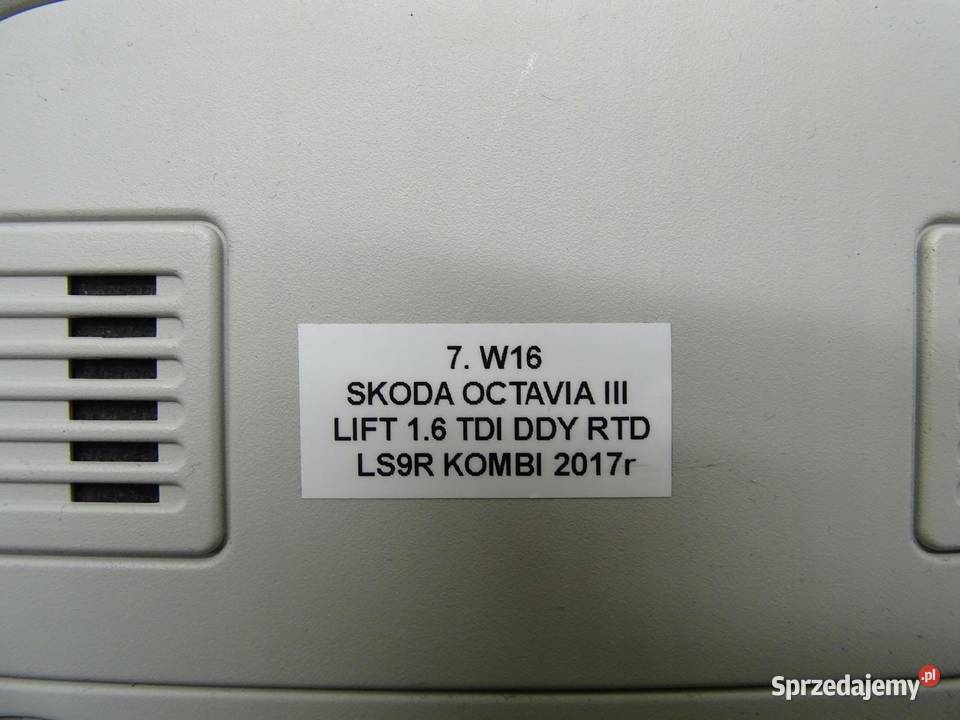 7. W16
SKODA OCTAVIA III
LIFT 1.6 TDI DDY RTD
LS9R KOMBI 2017r
Sprzedajemy.pl